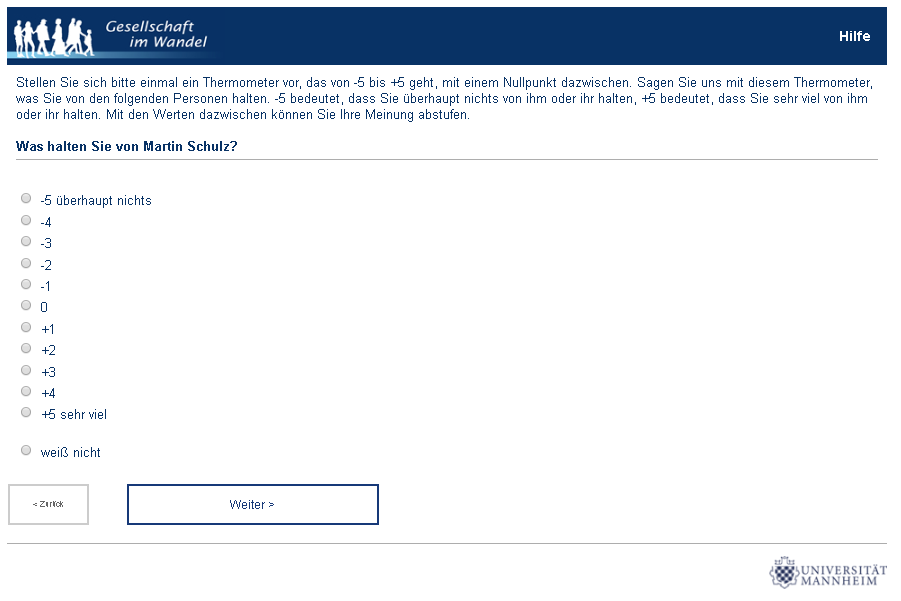 Gesellschaft
im Wandel
Hilfe
Stellen Sie sich bitte einmal ein Thermometer vor, das von -5 bis +5 geht, mit einem Nullpunkt dazwischen. Sagen Sie uns mit diesem Thermometer,
was Sie von den folgenden Personen halten. -5 bedeutet, dass Sie überhaupt nichts von ihm oder ihr halten, +5 bedeutet, dass Sie sehr viel von ihm
oder ihr halten. Mit den Werten dazwischen können Sie Ihre Meinung abstufen.
Was halten Sie von Martin Schulz?
-5 überhaupt nichts
-4
-3
-2
-1
0
+1
+2
+3
+4
+5 sehr viel
weiß nicht
< Zurück
Weiter >
UNIVERSITÄT
MANNHEIM